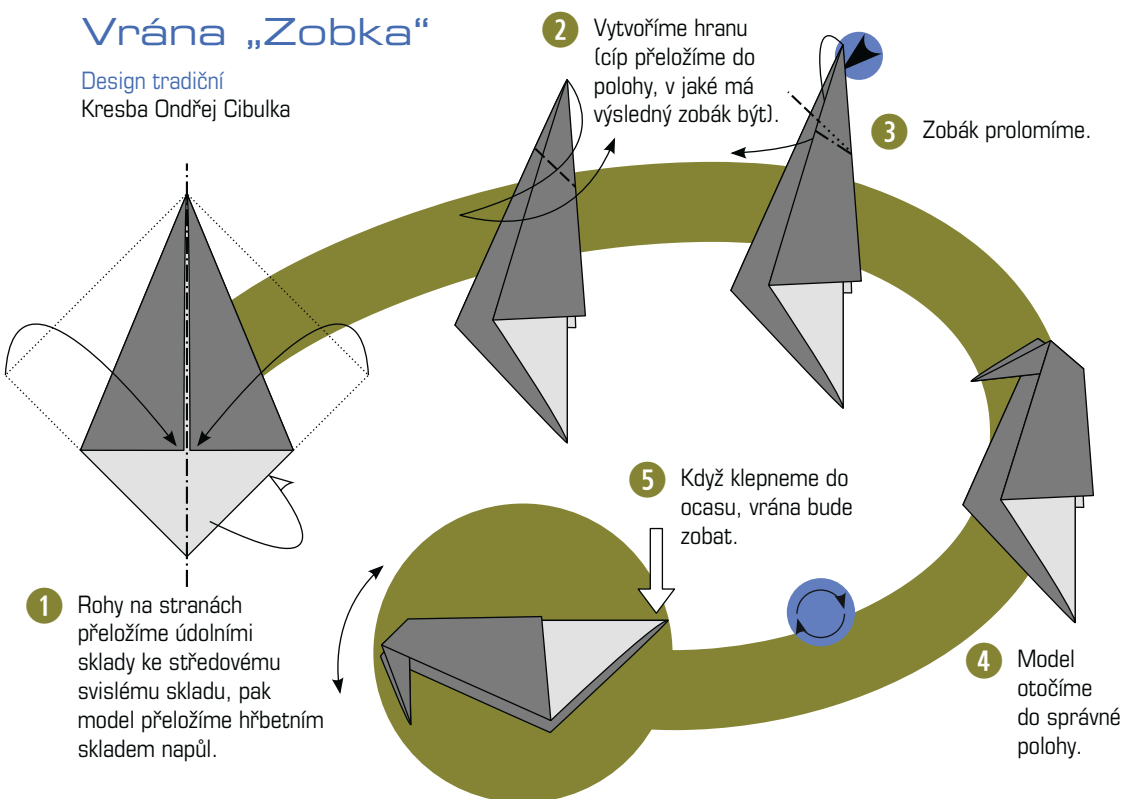 Vrána „Zobka“
Design tradiční
Kresba Ondřej Cibulka
1
Rohy na stranách
přeložíme údolními
sklady ke středovému
svislému skladu, pak
model přeložíme hřbetním
skladem napůl.
2
Vytvoříme hranu
(cíp přeložíme do
polohy, v jaké má
výsledný zobák být).
3
Zobák prolomíme.
4
Model
otočíme
do správné
polohy.
5
Když klepneme do
ocasu, vrána bude
zobat.